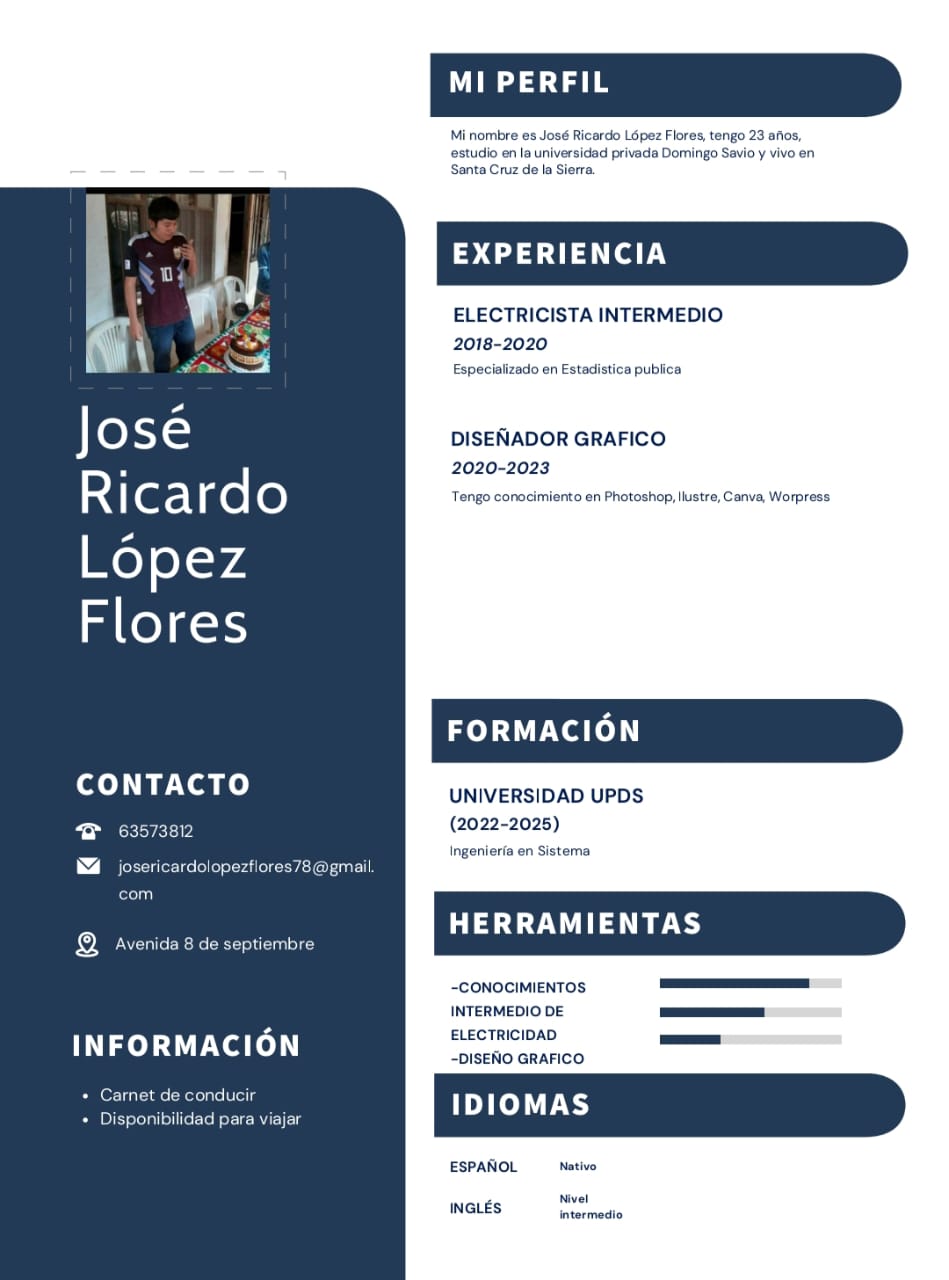 MI PERFIL
Mi nombre es José Ricardo López Flores, tengo 23 años,
estudio en la universidad privada Domingo Savio y vivo en
Santa Cruz de la Sierra.
EXPERIENCIA
ELECTRICISTA INTERMEDIO
2018-2020
Especializado en Estadistica publica
DISEÑADOR GRAFICO
2020-2023
Tengo conocimiento en Photoshop, Ilustre, Canva, Worpress
10
José
Ricardo
López
Flores
CONTACTO
63573812
josericardolopezflores78@gmail.
com
Avenida 8 de septiembre
INFORMACIÓN
• Carnet de conducir
• Disponibilidad para viajar
FORMACIÓN
UNIVERSIDAD UPDS
(2022-2025)
Ingeniería en Sistema
HERRAMIENTAS
-CONOCIMIENTOS
INTERMEDIO DE
ELECTRICIDAD
-DISEÑO GRAFICO
IDIOMAS
ESPAÑOL Nativo
INGLÉS Nivel
intermedio